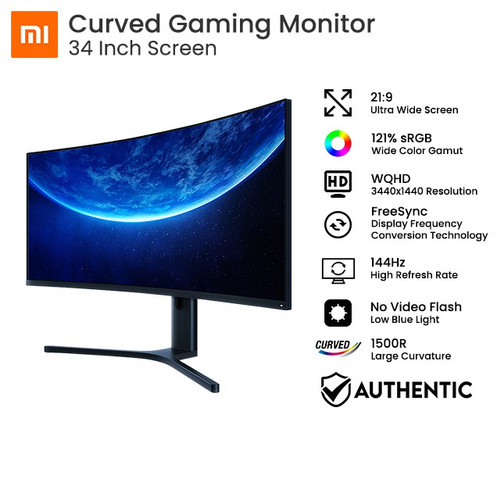 mi
Curved Gaming Monitor
34 Inch Screen
21:9
Ultra Wide Screen
121% sRGB
Wide Color Gamut
HD
WQHD
3440x1440 Resolution
FreeSync
Display Frequency
Conversion Technology
144Hz
High Refresh Rate
No Video Flash
Low Blue Light
CURVED
1500R
Large Curvature
AUTHENTIC